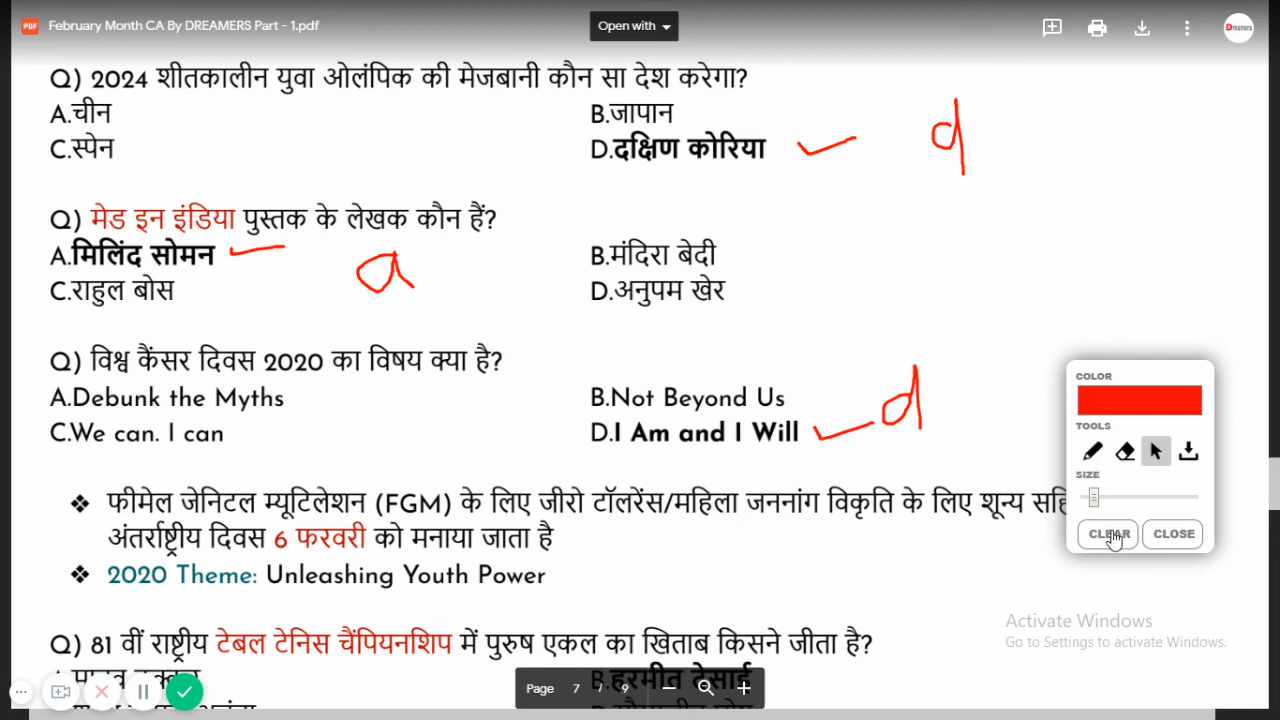 February Month CA By DREAMERS Part - 1.pdf
Open with
Dreamers
Q) 2024 शीतकालीन युवा ओलंपिक की मेजबानी कौन सा देश करेगा?
A.चीन B.जापान
C.स्पेन D.दक्षिण कोरिया d
Q) मेड इन इंडिया पुस्तक के लेखक कौन हैं?
A.मिलिंद सोमन a B.मंदिरा बेदी
C.राहुल बोस D.अनुपम खेर
Q) विश्व कैंसर दिवस 2020 का विषय क्या है?
A.Debunk the Myths B.Not Beyond Us
C.We can. I can D.I Am and I Will d
COLOR
TOOLS
SIZE
CLEAR CLOSE
❖ फीमेल जेनिटल म्यूटिलेशन (FGM) के लिए जीरो टॉलरेंस/महिला जननांग विकृति के लिए शून्य
अंतर्राष्ट्रीय दिवस 6 फरवरी को मनाया जाता है
❖ 2020 Theme: Unleashing Youth Power
Activate Windows
Go to Settings to activate Windows.
Q) 81 वीं राष्ट्रीय टेबल टेनिस चैंपियनशिप में पुरुष एकल का खिताब किसने जीता है?
B.हरमीत देसाई
Page 7 / 9